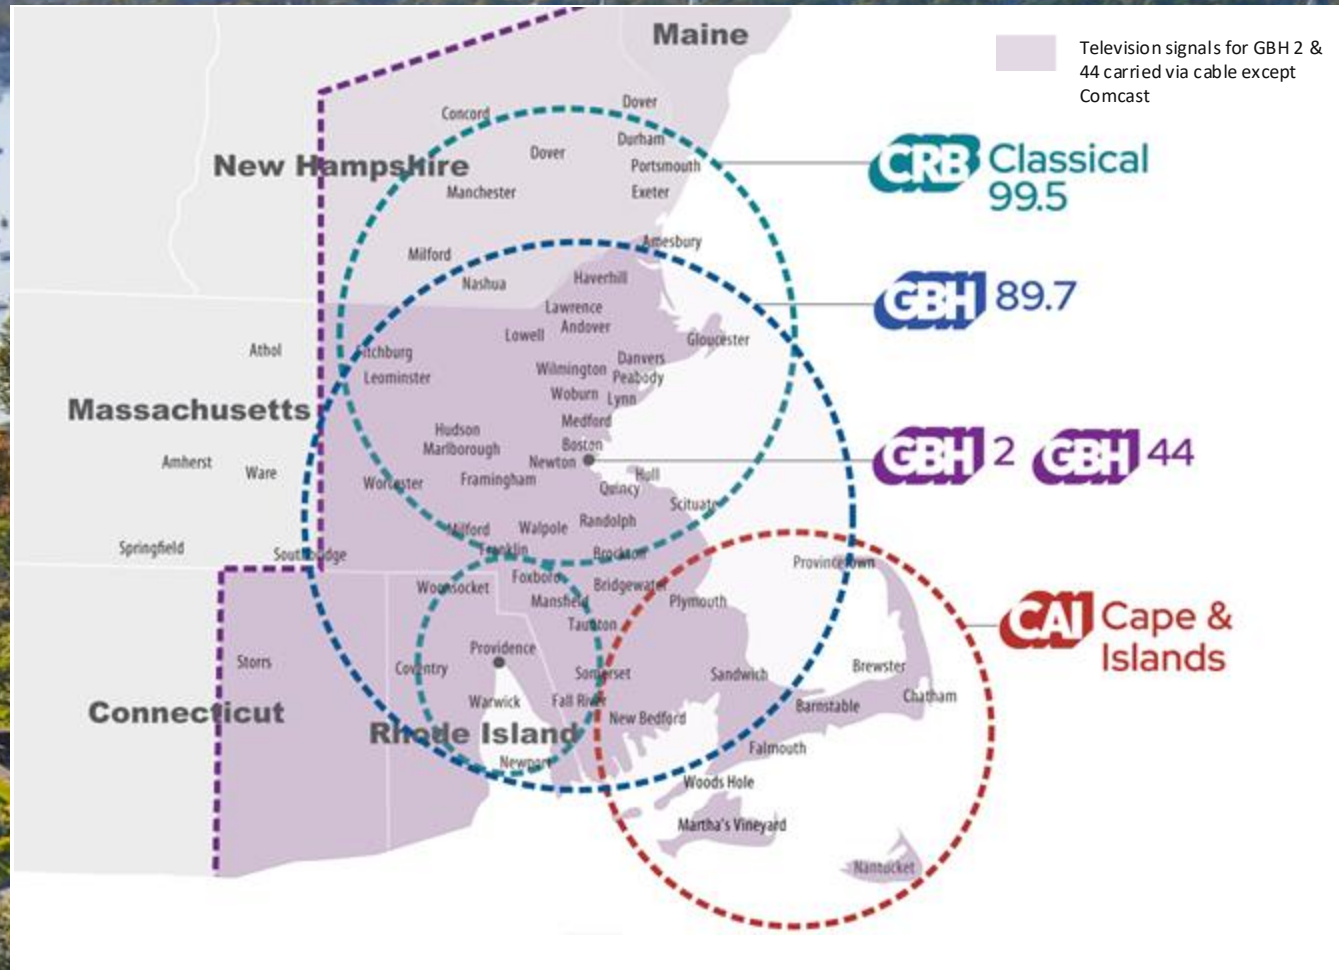 Maine
Television signals for GBH 2 &
44 carried via cable except
Comcast
Concord
Dover
Durham
Dover
New Hampshire
Portsmouth
Manchester
Exeter
CRB Classical
99.5
Amesbury
Milford
Nashua
Haverhill
GBH 89.7
Lawrence
Andover
Lowell
Gloucester
Athol
Fitchburg
Danvers
Wilmington
Peabody
Leominster
Woburn
Lynn
Massachusetts
Medford
Hudson
Marlborough
Boston
GBH 2 GBH 44
Newton
Amherst
Ware
Worcester
Framingham
Hull
Quincy
Scituate
Milford
Walpole
Randolph
Springfield
Southbridge
Franklin
Brockton
Provincetown
Woonsocket
Foxboro
Bridgewater
Mansfield
Plymouth
Taunton
CAI Cape &
Islands
Providence
Storrs
Coventry
Somerset
Sandwich
Brewster
Warwick
Fall River
Barnstable
Chatham
Connecticut
New Bedford
Rhode Island
Falmouth
Newport
Woods Hole
Martha's Vineyard
Nantucket